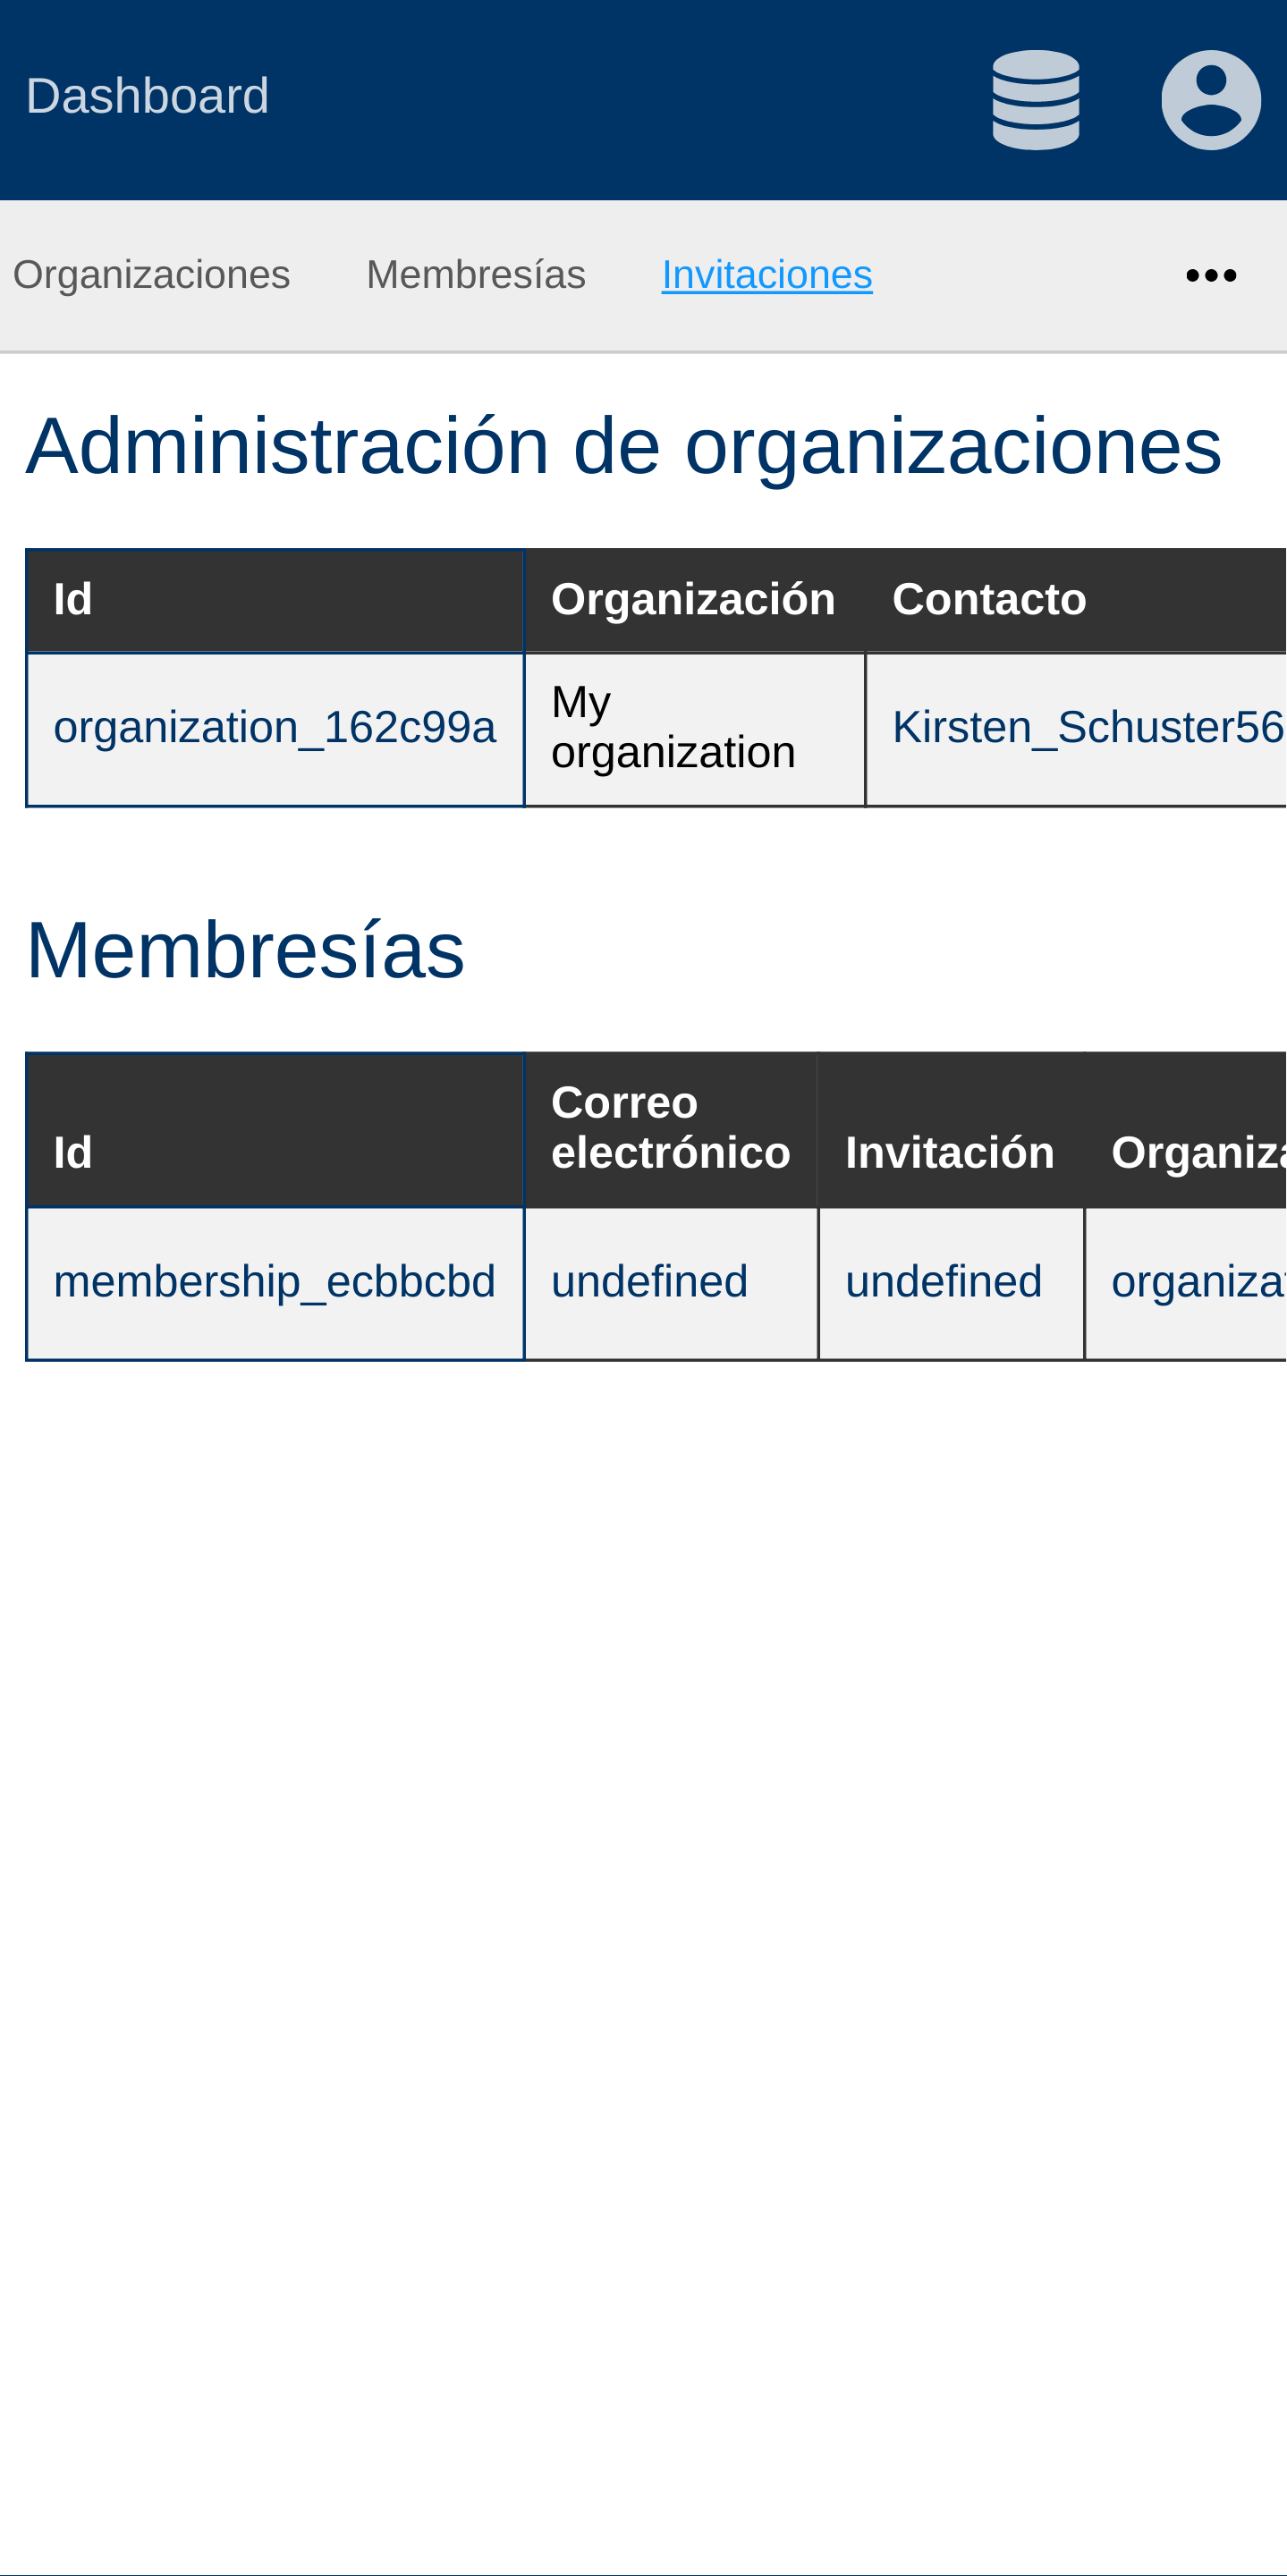 Dashboard
Organizaciones Membresías Invitaciones
Administración de organizaciones
Id Organización Contacto
organization_162c99a My organization Kirsten_Schuster56
Membresías
Id Correo electrónico Invitación Organiza
membership_ecbbcbd undefined undefined organizat